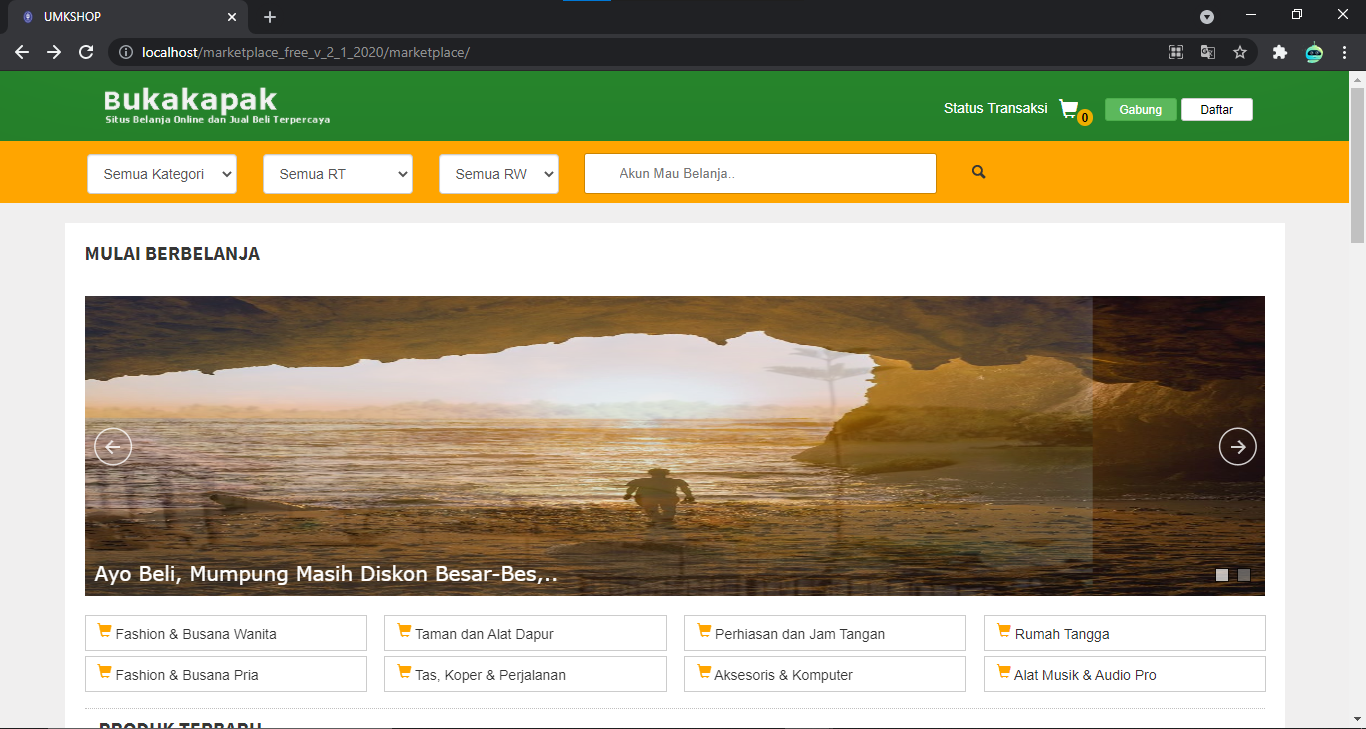 UMKSHOP
localhost/marketplace_free_v_2_1_2020/marketplace/
Bukakapak
Situs Belanja Online dan Jual Beli Terpercaya
Status Transaksi 0 Gabung Daftar
Semua Kategori Semua RT Semua RW Akun Mau Belanja..
MULAI BERBELANJA
Ayo Beli, Mumpung Masih Diskon Besar-Bes,..
Fashion & Busana Wanita Taman dan Alat Dapur Perhiasan dan Jam Tangan Rumah Tangga
Fashion & Busana Pria Tas, Koper & Perjalanan Aksesoris & Komputer Alat Musik & Audio Pro
PRODUK TERBARU